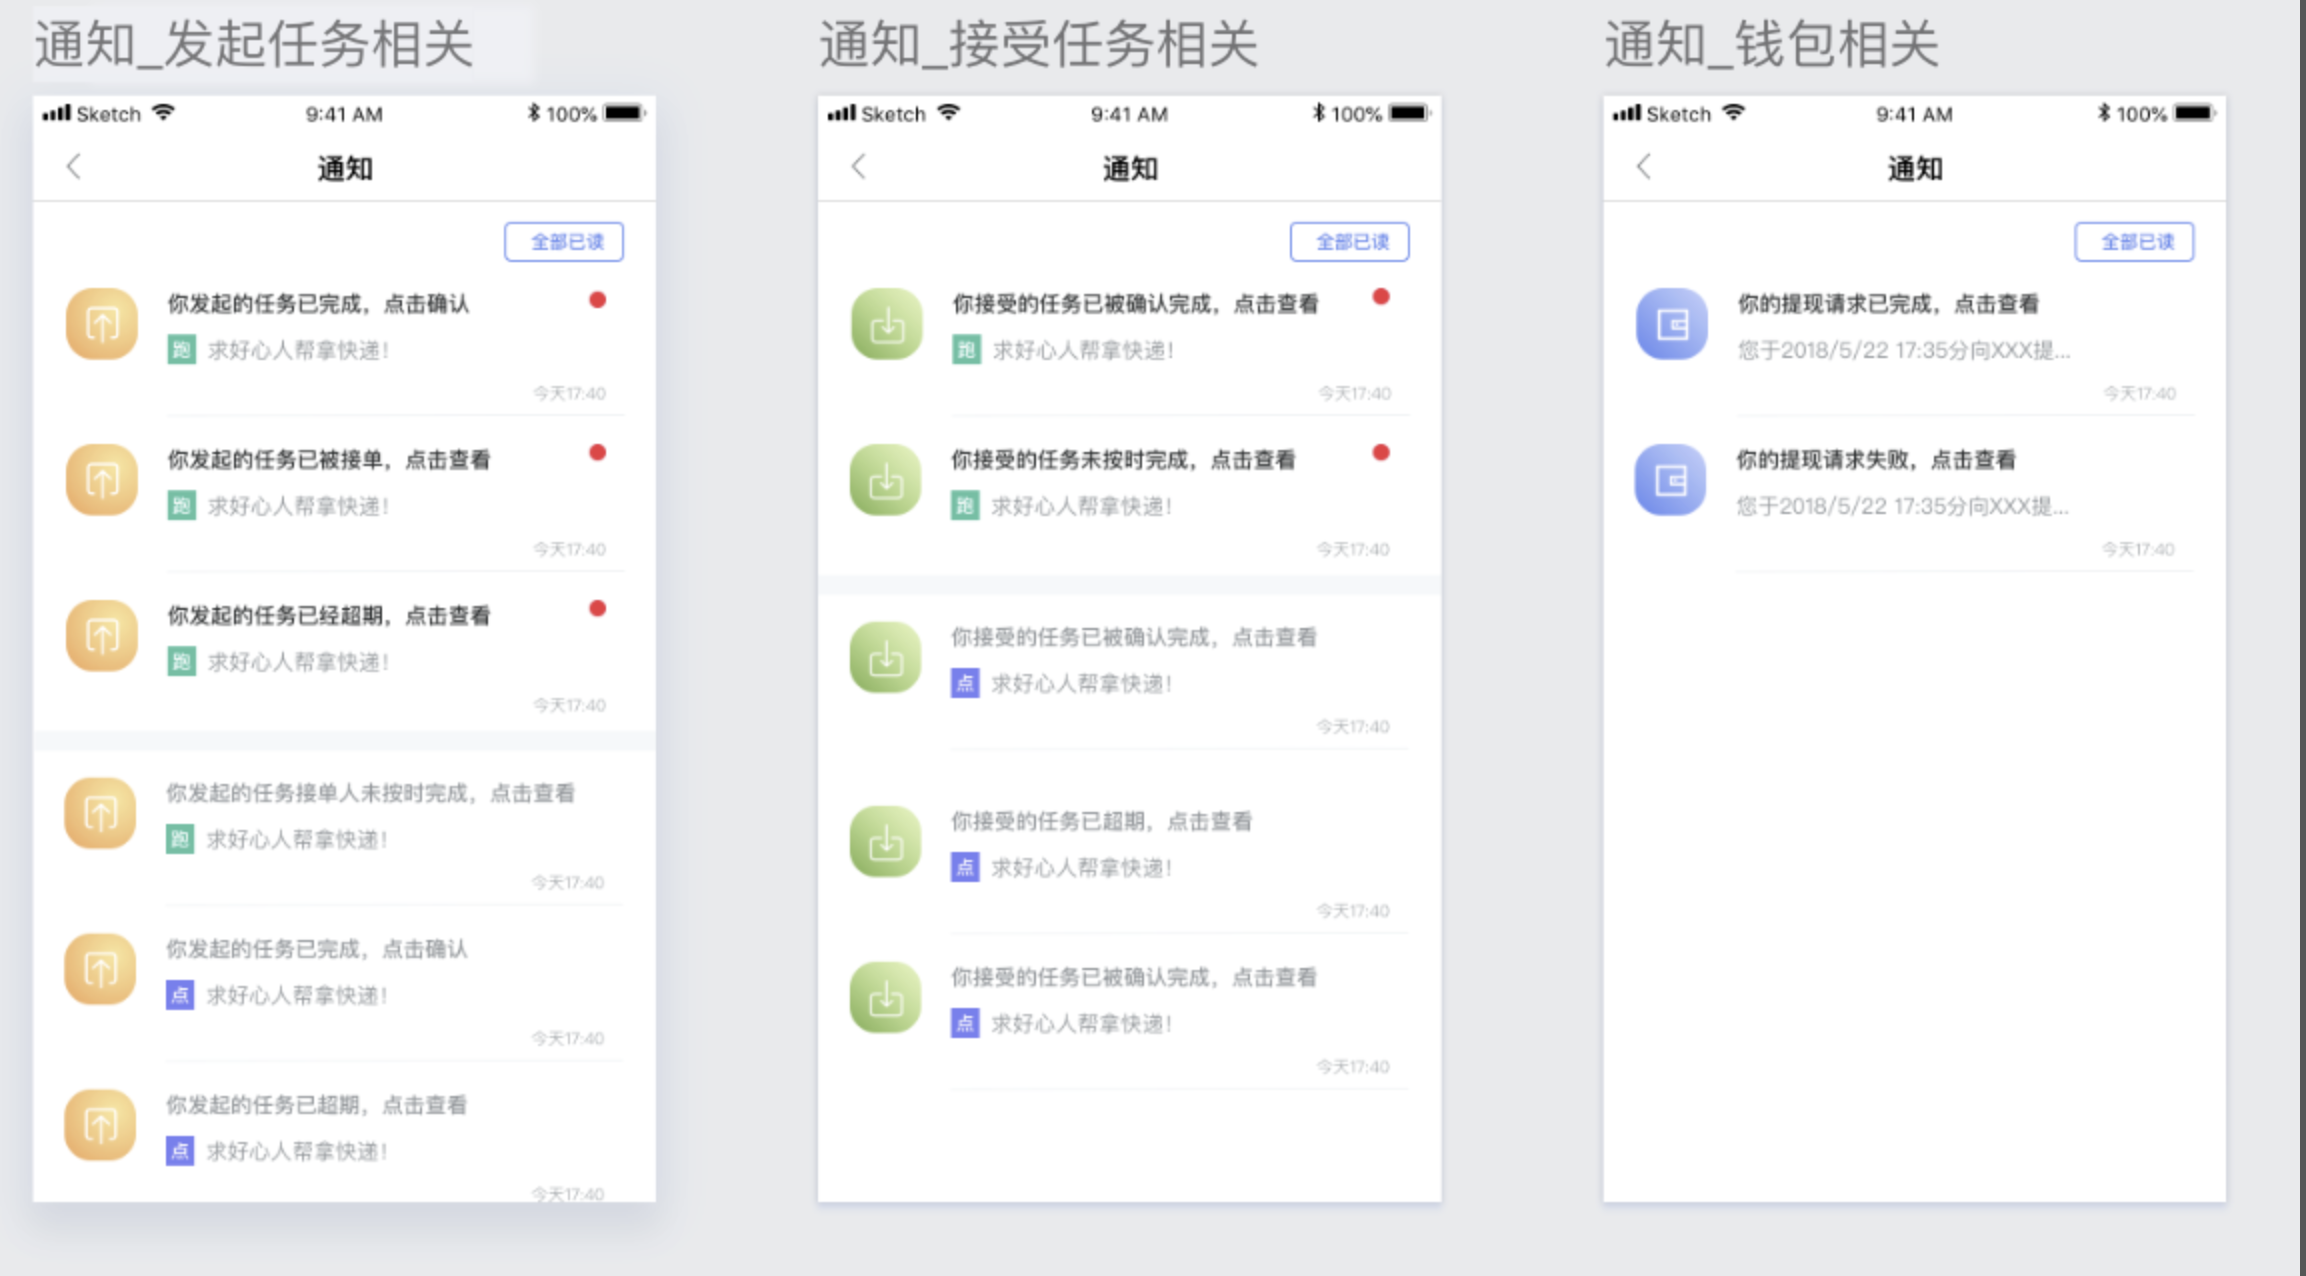 通知_发起任务相关
Sketch 9:41 AM 100%
通知
全部已读
你发起的任务已完成，点击确认
跑 求好心人帮拿快递！
今天17:40
你发起的任务已被接单，点击查看
跑 求好心人帮拿快递！
今天17:40
你发起的任务已经超期，点击查看
跑 求好心人帮拿快递！
今天17:40
你发起的任务接单人未按时完成，点击查看
跑 求好心人帮拿快递！
今天17:40
你发起的任务已完成，点击确认
点 求好心人帮拿快递！
今天17:40
你发起的任务已超期，点击查看
点 求好心人帮拿快递！
今天17:40
通知_接受任务相关
Sketch 9:41 AM 100%
通知
全部已读
你接受的任务已被确认完成，点击查看
跑 求好心人帮拿快递！
今天17:40
你接受的任务未按时完成，点击查看
跑 求好心人帮拿快递！
今天17:40
你接受的任务已被确认完成，点击查看
点 求好心人帮拿快递！
今天17:40
你接受的任务已超期，点击查看
点 求好心人帮拿快递！
今天17:40
你接受的任务已被确认完成，点击查看
点 求好心人帮拿快递！
今天17:40
通知_钱包相关
Sketch 9:41 AM 100%
通知
全部已读
你的提现请求已完成，点击查看
您于2018/5/22 17:35分向XXX提...
今天17:40
你的提现请求失败，点击查看
您于2018/5/22 17:35分向XXX提...
今天17:40